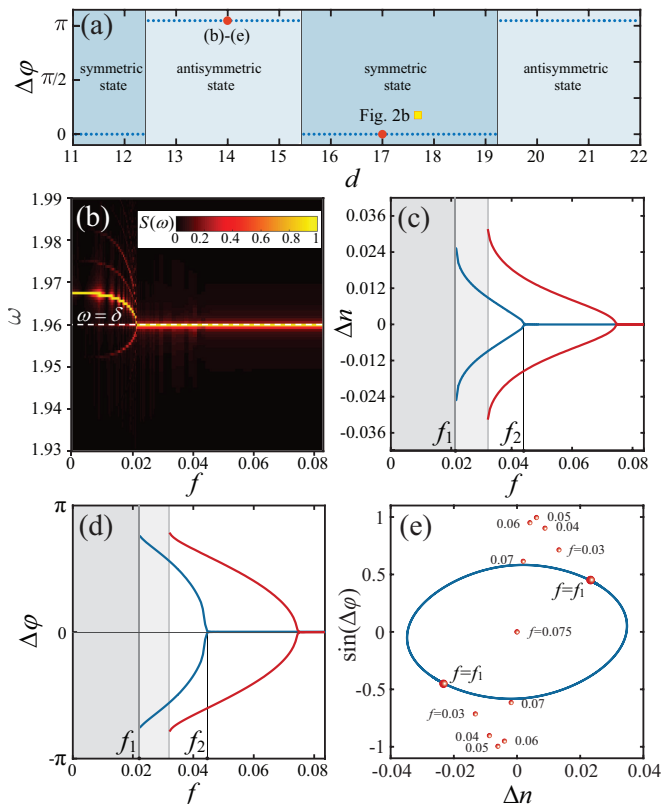 (a)
Δφ
π
π/2
0
(b)-(e)
symmetric state
antisymmetric state
symmetric state
antisymmetric state
Fig. 2b
11 12 13 14 15 16 17 18 19 20 21 22
d
(b)
S(ω)
0 0.2 0.4 0.6 0.8 1
ω
1.99
1.98
1.97
1.96
1.95
1.94
1.93
ω=δ
0 0.02 0.04 0.06 0.08
f
(c)
Δn
0.036
0.024
0.012
0
-0.012
-0.024
-0.036
f1
f2
0 0.02 0.04 0.06 0.08
f
(d)
Δφ
π
0
-π
f1
f2
0 0.02 0.04 0.06 0.08
f
(e)
sin(Δφ)
1
0.5
0
-0.5
-1
0.05
0.06
0.04
f=0.03
0.07
f=f1
f=0.075
f=f1
0.07
f=0.03
0.04
0.06
0.05
-0.04 -0.02 0 0.02 0.04
Δn